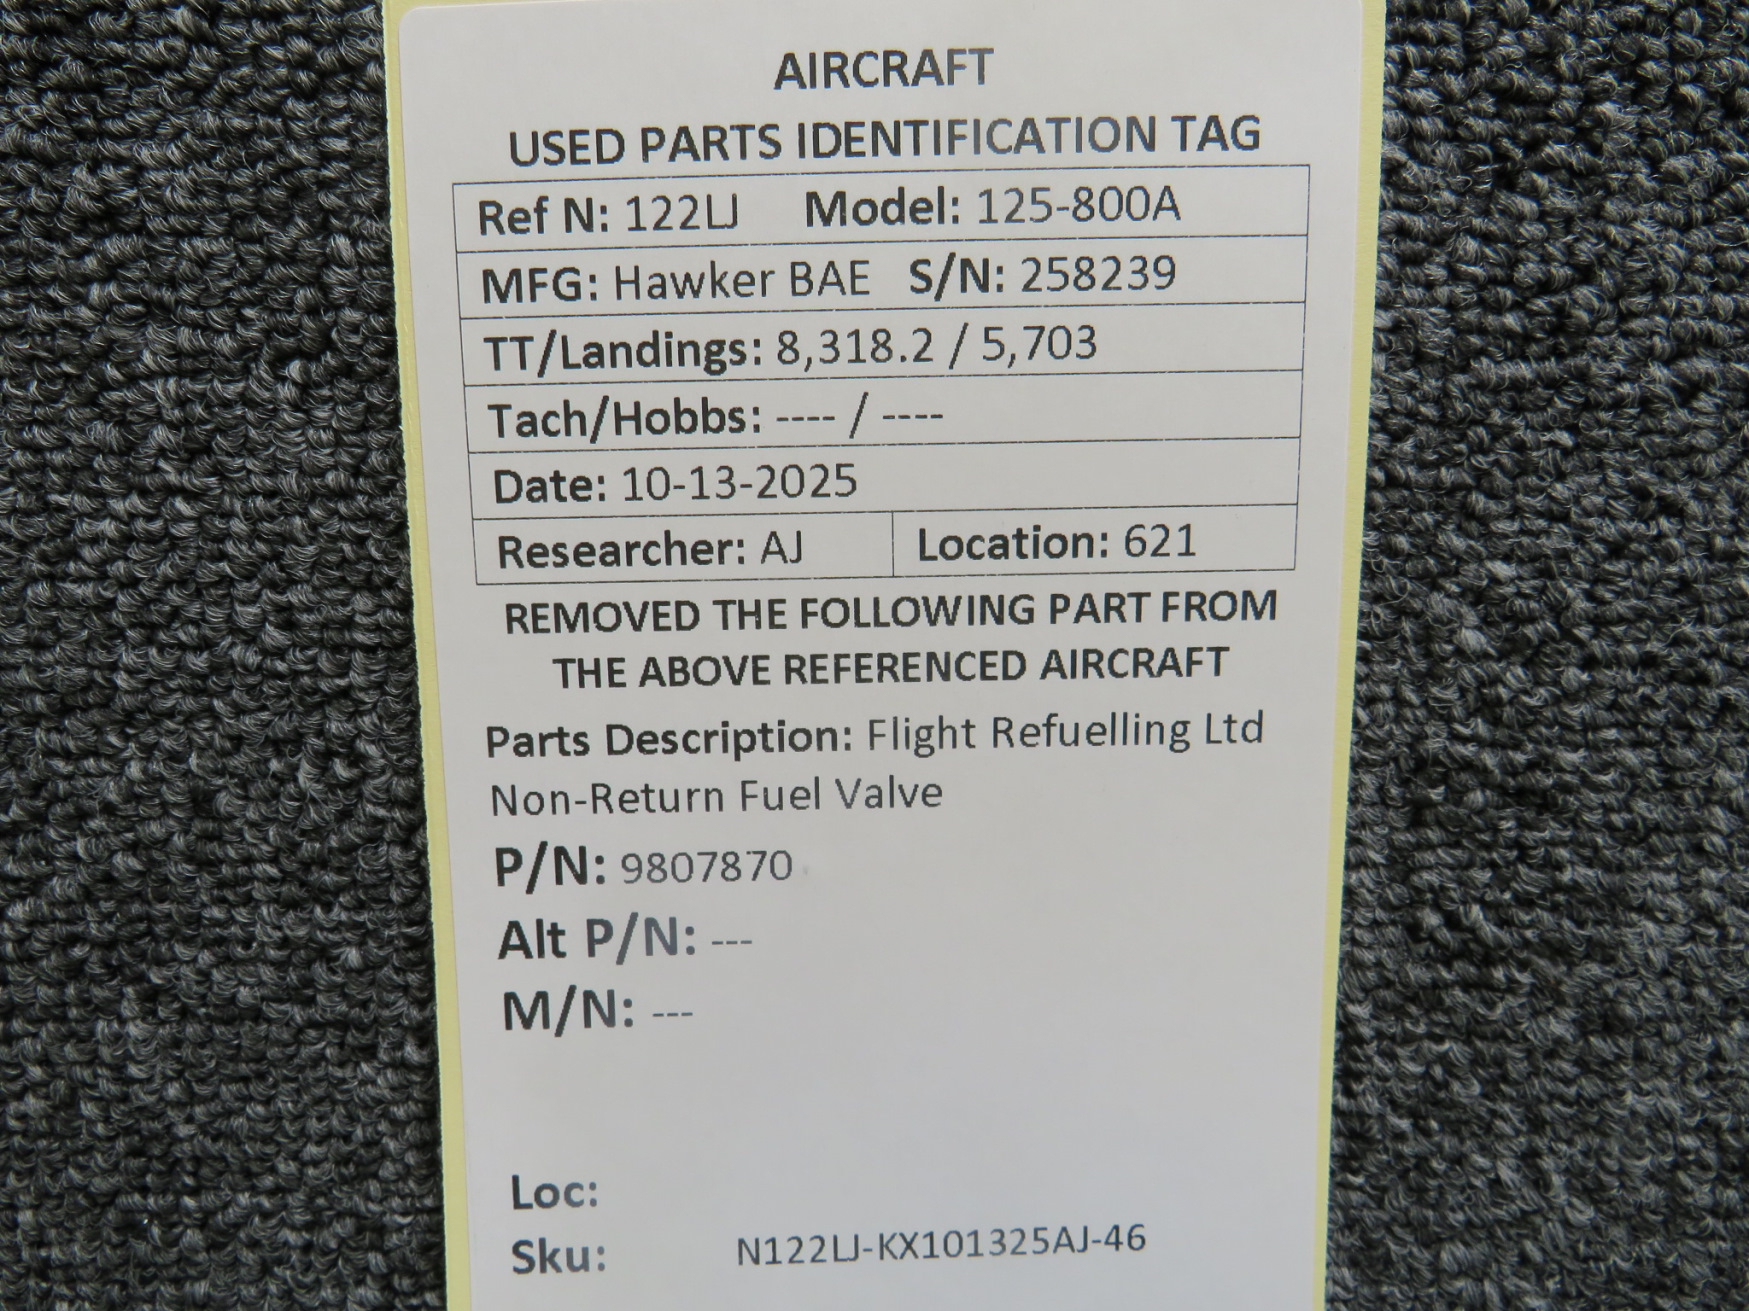 AIRCRAFT
USED PARTS IDENTIFICATION TAG
Ref N: 122LJ Model: 125-800A
MFG: Hawker BAE S/N: 258239
TT/Landings: 8,318.2 / 5,703
Tach/Hobbs: ---- / ----
Date: 10-13-2025
Researcher: AJ Location: 621
REMOVED THE FOLLOWING PART FROM
THE ABOVE REFERENCED AIRCRAFT
Parts Description: Flight Refuelling Ltd
Non-Return Fuel Valve
P/N: 9807870
Alt P/N: ---
M/N: ---
Loc:
Sku: N122LJ-KX101325AJ-46